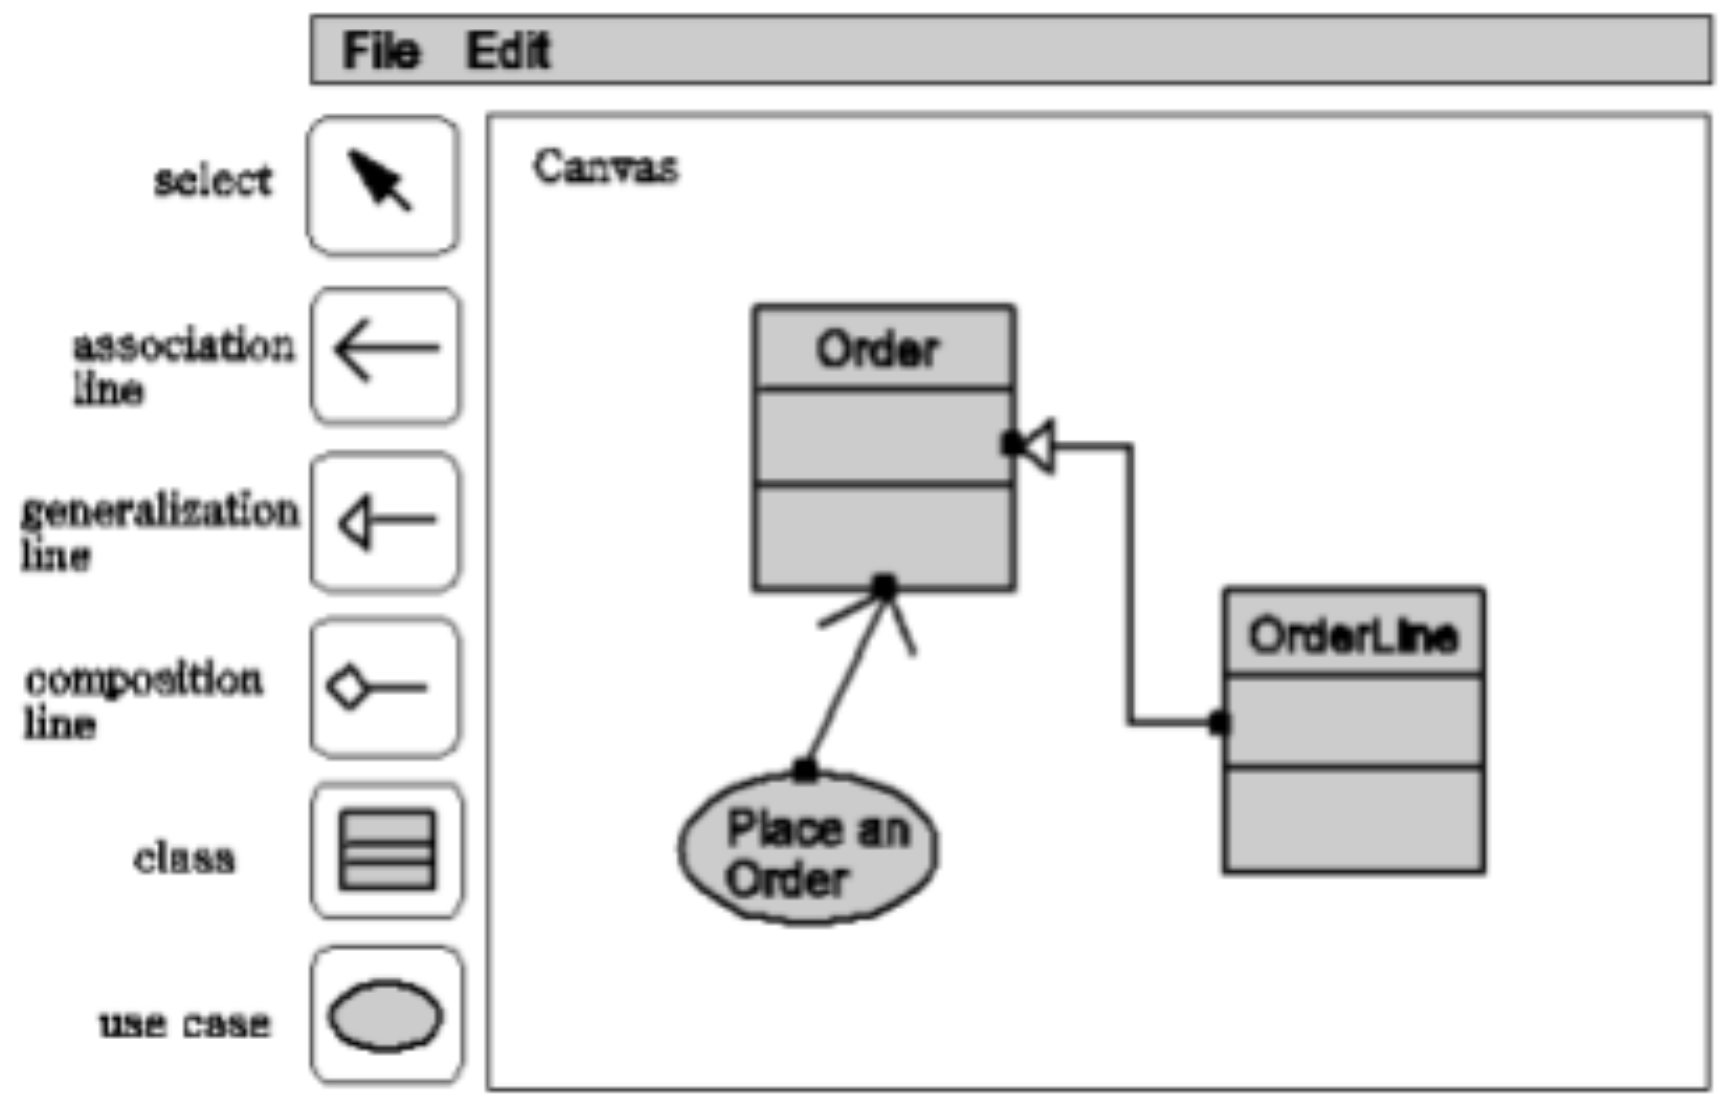 File Edit
select
Canvas
association
line
Order
generalization
line
OrderLine
composition
line
Place an
Order
class
use case